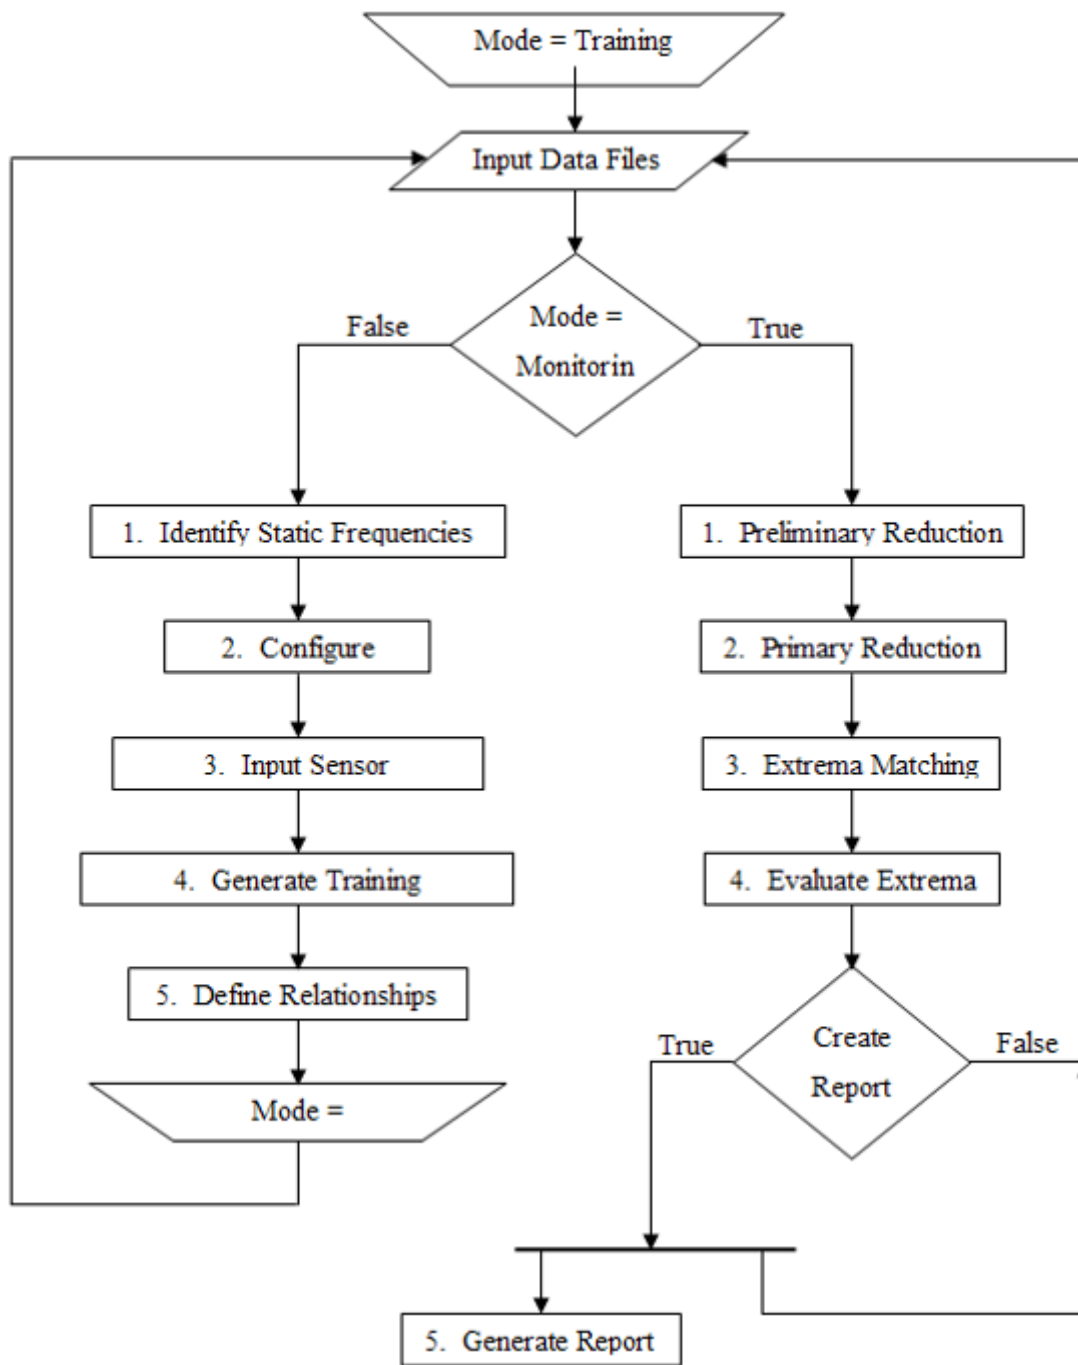 Mode = Training
Input Data Files
False
Mode =
Monitorin
True
1. Identify Static Frequencies
2. Configure
3. Input Sensor
4. Generate Training
5. Define Relationships
Mode =
1. Preliminary Reduction
2. Primary Reduction
3. Extrema Matching
4. Evaluate Extrema
True
Create
Report
False
5. Generate Report